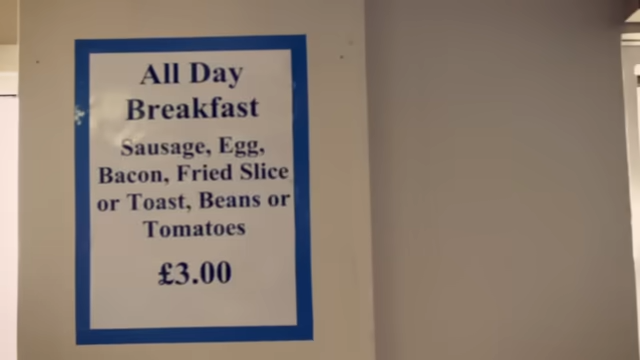 All Day
Breakfast
Sausage, Egg,
Bacon, Fried Slice
or Toast, Beans or
Tomatoes
£3.00